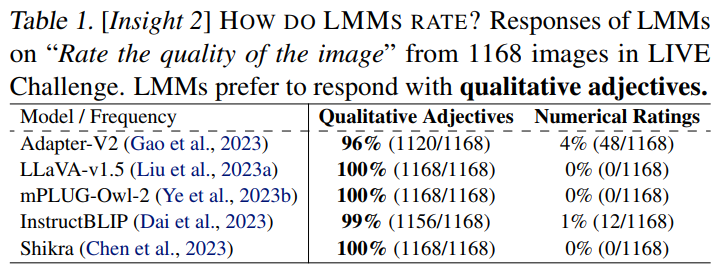 Table 1. [Insight 2] HOW DO LMMS RATE? Responses of LMMs
on “Rate the quality of the image” from 1168 images in LIVE
Challenge. LMMs prefer to respond with qualitative adjectives.
Model / Frequency Qualitative Adjectives Numerical Ratings
Adapter-V2 (Gao et al., 2023) 96% (1120/1168) 4% (48/1168)
LLaVA-v1.5 (Liu et al., 2023a) 100% (1168/1168) 0% (0/1168)
mPLUG-Owl-2 (Ye et al., 2023b) 100% (1168/1168) 0% (0/1168)
InstructBLIP (Dai et al., 2023) 99% (1156/1168) 1% (12/1168)
Shikra (Chen et al., 2023) 100% (1168/1168) 0% (0/1168)